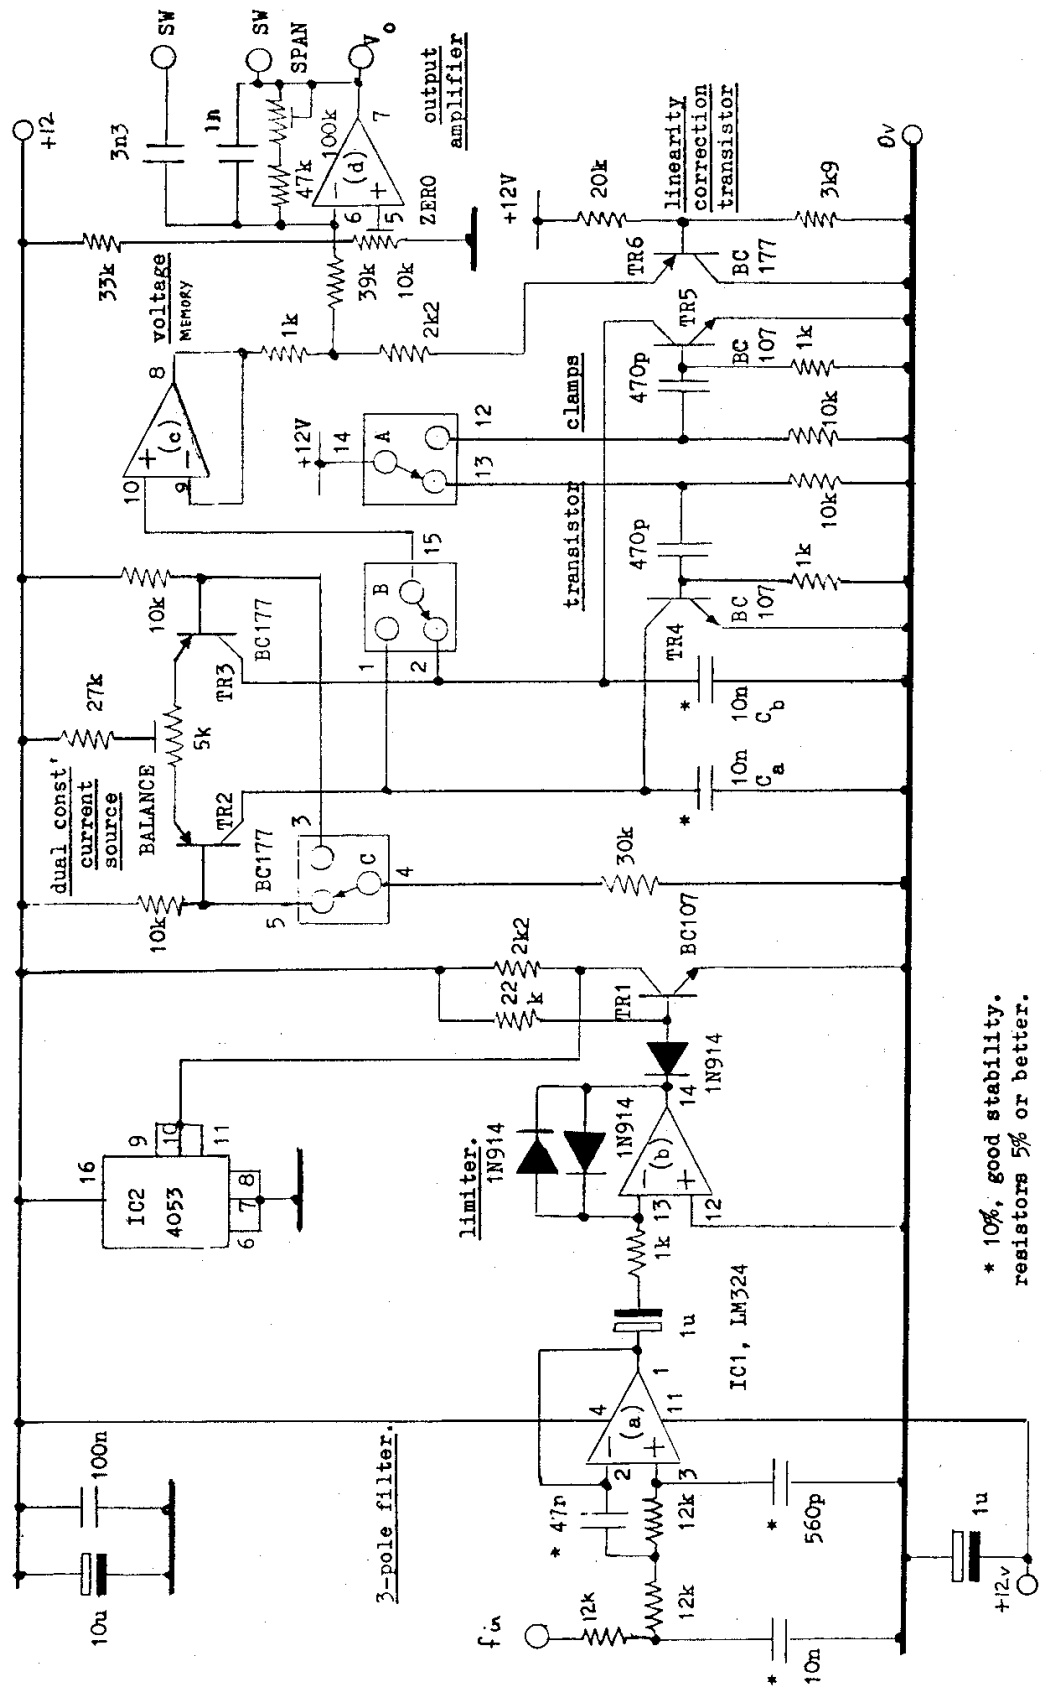 +12
3n3
SW
1n
SW
SPAN
47k
100k
(d)
−
+
6
5
7
V o
output
amplifier
33k
39k
10k
ZERO
voltage
MEMORY
8
(c)
+
−
10
9
1k
2k2
27k
dual const'
current
source
BALANCE
5k
10k
10k
TR2
BC177
TR3
BC177
5
3
C
4
1
2
B
15
+12V
14
A
12
13
transistor
clamps
+12V
20k
linearity
correction
transistor
TR6
BC
177
3k9
TR5
BC
107
470p
1k
10k
470p
10k
1k
TR4
BC
107
* 10n
C b
* 10n
C a
30k
0v
16
IC2
4053
9
10
11
6
7
8
22
k
2k2
TR1
BC107
limiter.
1N914
1N914
1N914
(b)
−
+
13
12
14
1k
1u
IC1, LM324
10u
100n
3-pole filter.
4
1
11
(a)
−
+
2
3
* 47n
12k
12k
12k
fin
* 560p
* 10n
1u
+12v
* 10%, good stability.
resistors 5% or better.